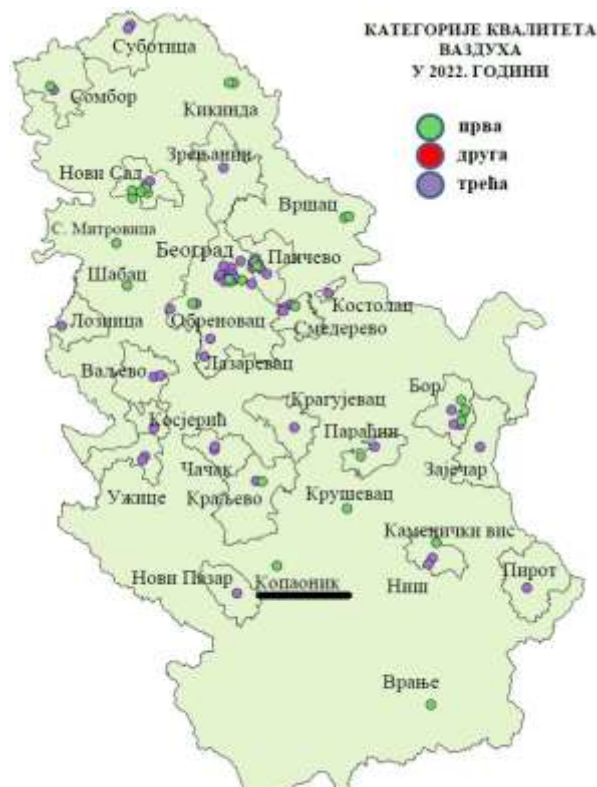 КАТЕГОРИЈЕ КВАЛИТЕТА
ВАЗДУХА
У 2022. ГОДИНИ
прва
друга
трећа
Суботица
Сомбор
Кикинда
Зрењанин
Нови Сад
Вршац
С. Митровица
Београд
Панчево
Шабац
Костолац
Лозница
Обреновац
Смедерево
Лазаревац
Ваљево
Бор
Косјерић
Крагујевац
Параћин
Чачак
Зајечар
Ужице
Краљево
Крушевац
Каменички вис
Нови Пазар
Копаоник
Ниш
Пирот
Врање